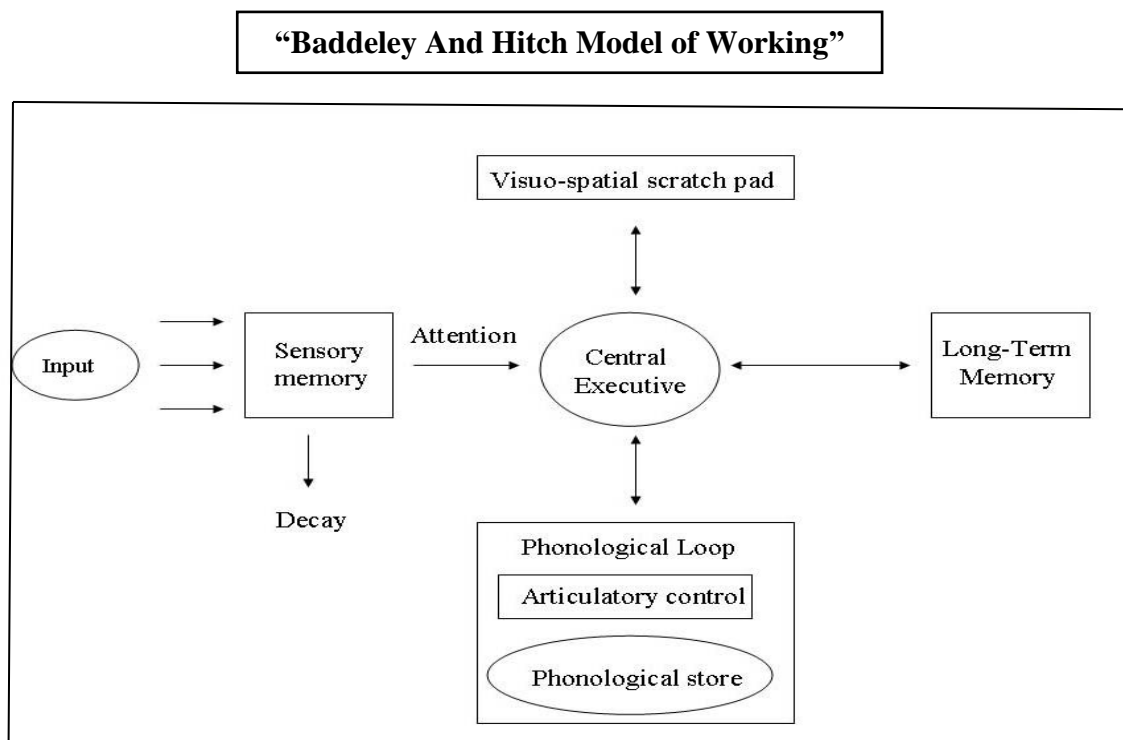 “Baddeley And Hitch Model of Working”
Visuo-spatial scratch pad
Input
Sensory
memory
Attention
Central
Executive
Long-Term
Memory
Decay
Phonological Loop
Articulatory control
Phonological store